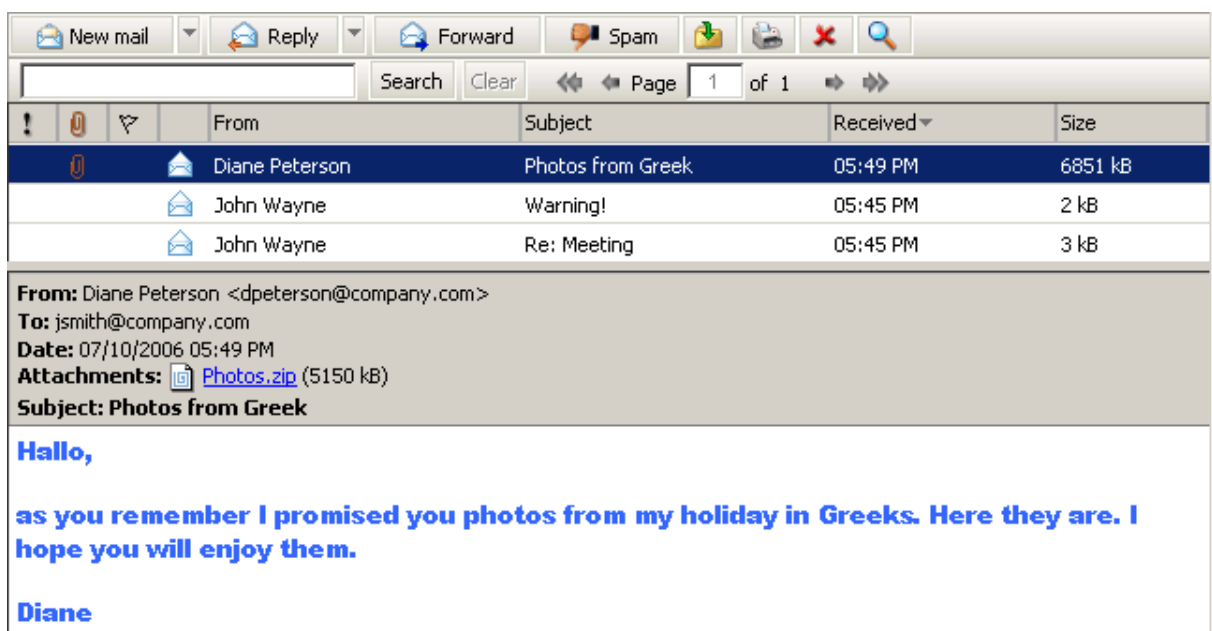 New mail Reply Forward Spam
Search Clear Page 1 of 1
! From Subject Received Size
Diane Peterson Photos from Greek 05:49 PM 6851 kB
John Wayne Warning! 05:45 PM 2 kB
John Wayne Re: Meeting 05:45 PM 3 kB
From: Diane Peterson <dpeterson@company.com>
To: jsmith@company.com
Date: 07/10/2006 05:49 PM
Attachments: Photos.zip (5150 kB)
Subject: Photos from Greek
Hallo,
as you remember I promised you photos from my holiday in Greeks. Here they are. I
hope you will enjoy them.
Diane